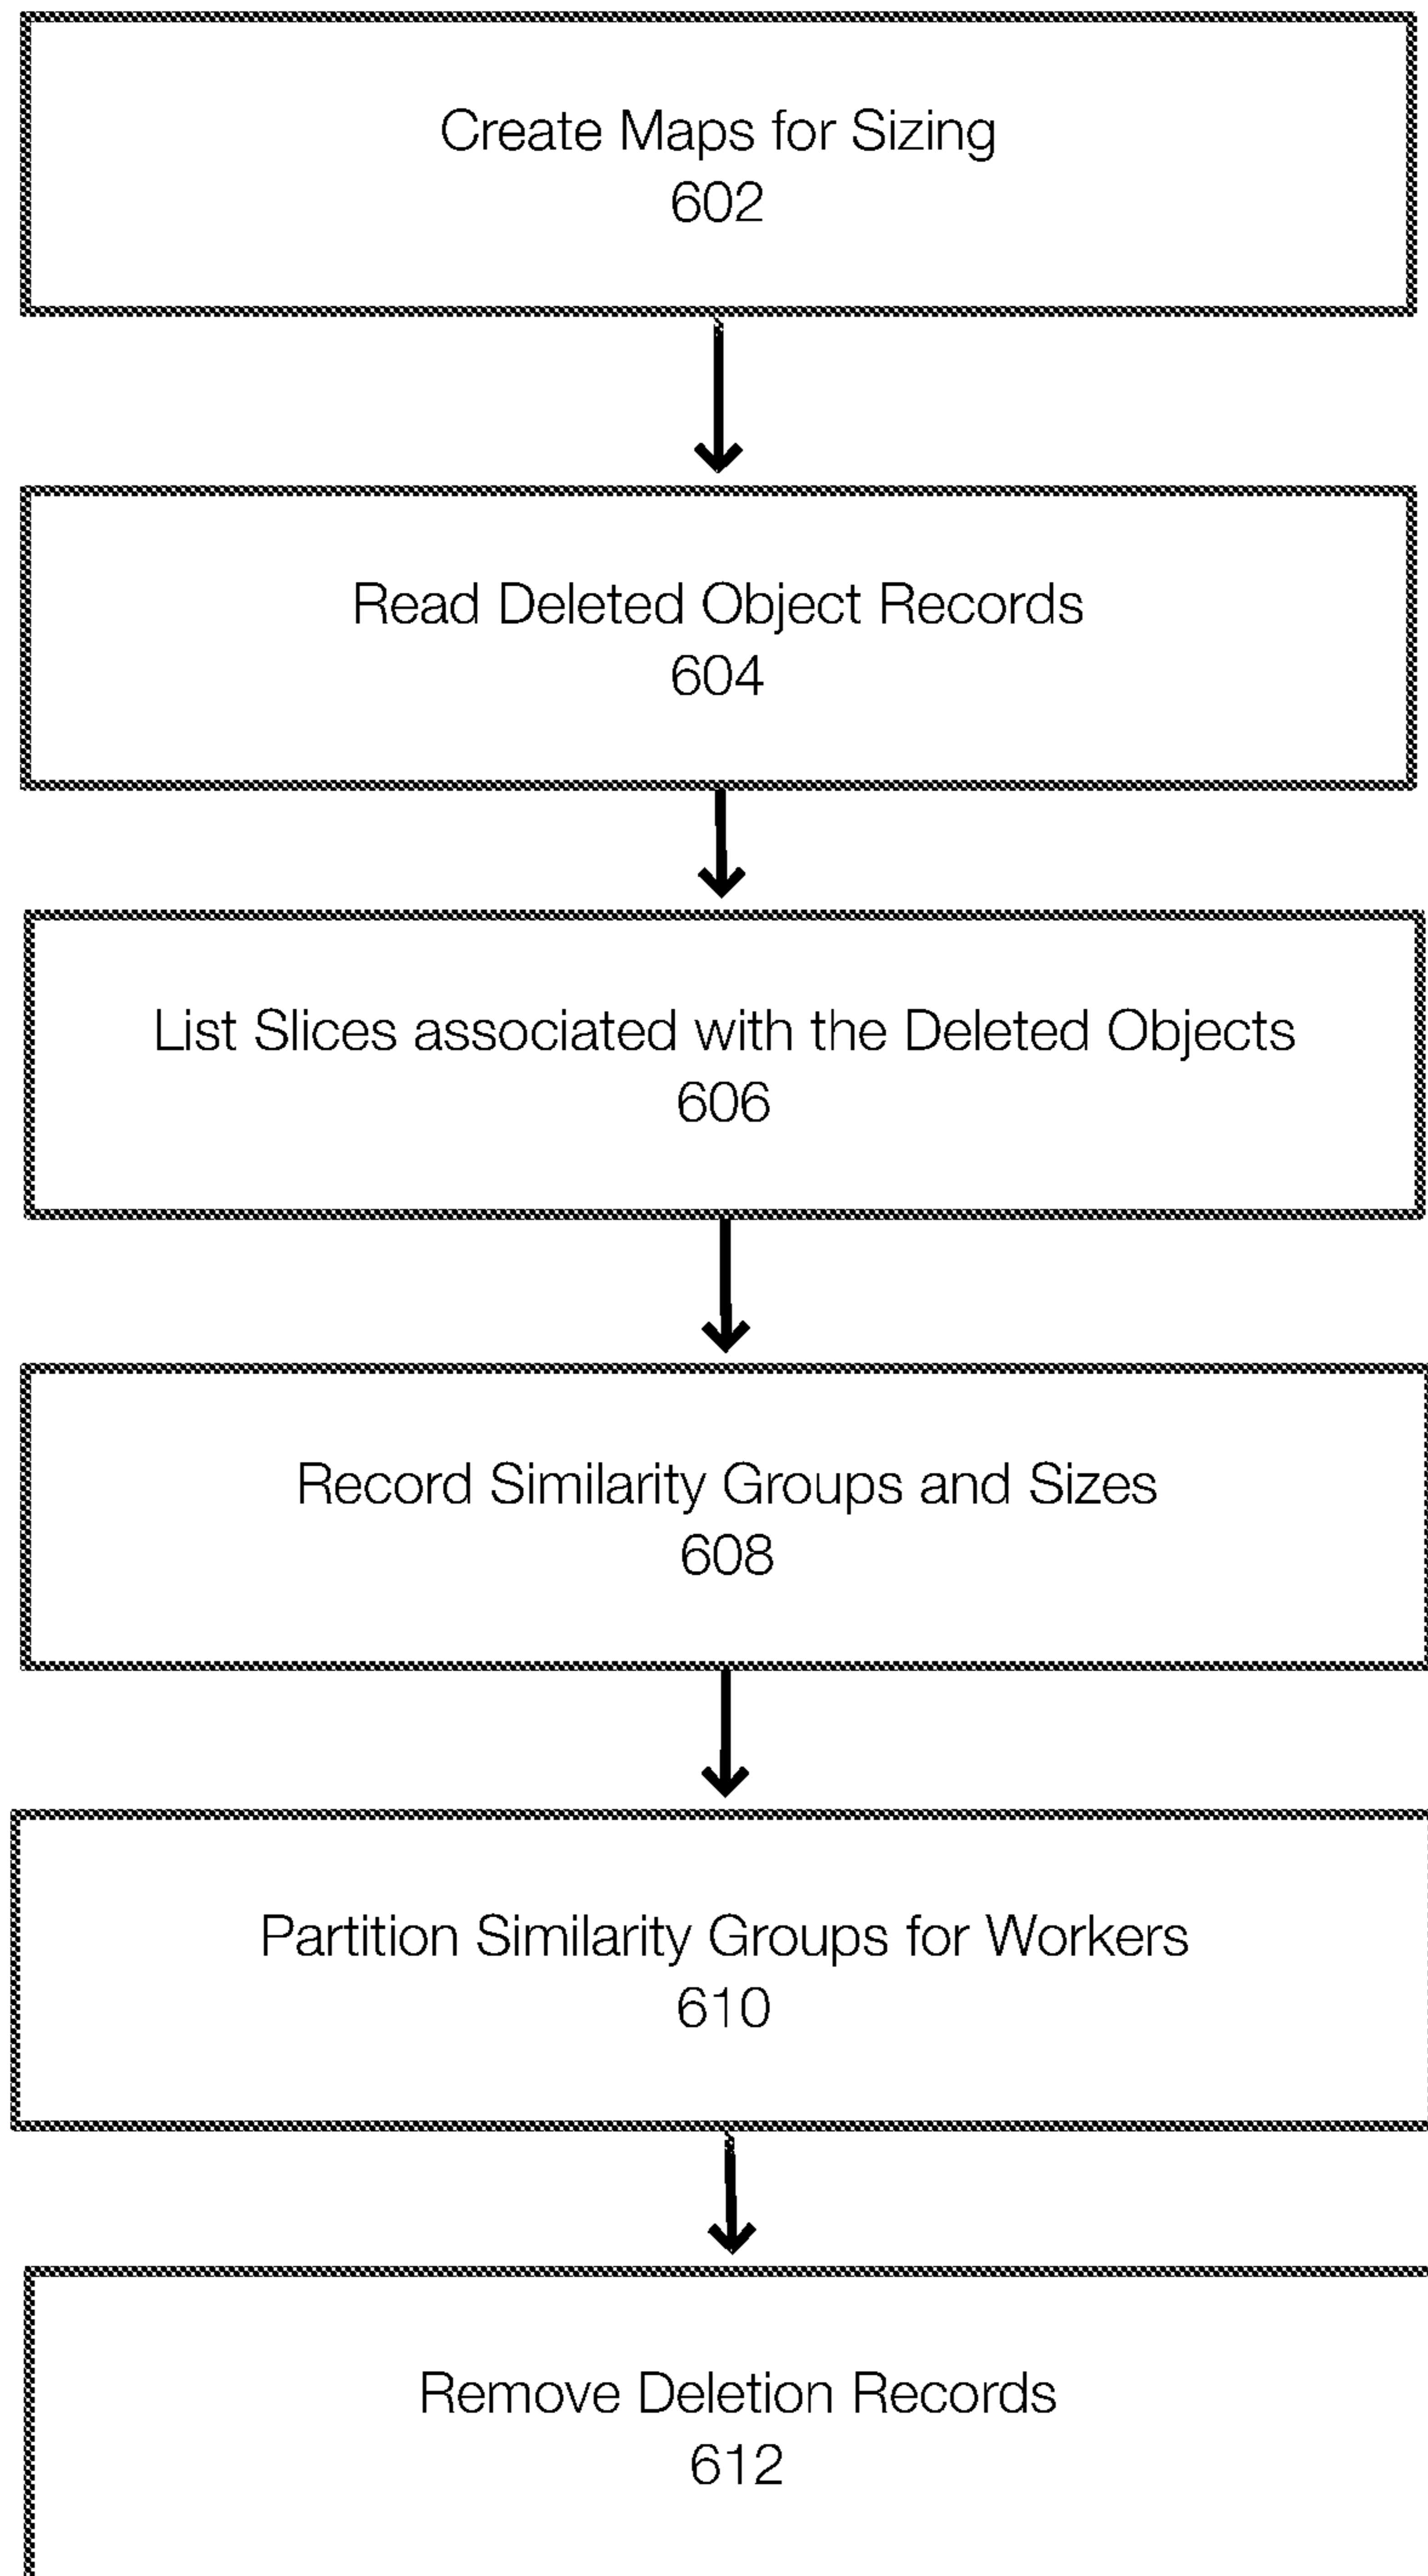 Create Maps for Sizing
602
Read Deleted Object Records
604
List Slices associated with the Deleted Objects
606
Record Similarity Groups and Sizes
608
Partition Similarity Groups for Workers
610
Remove Deletion Records
612